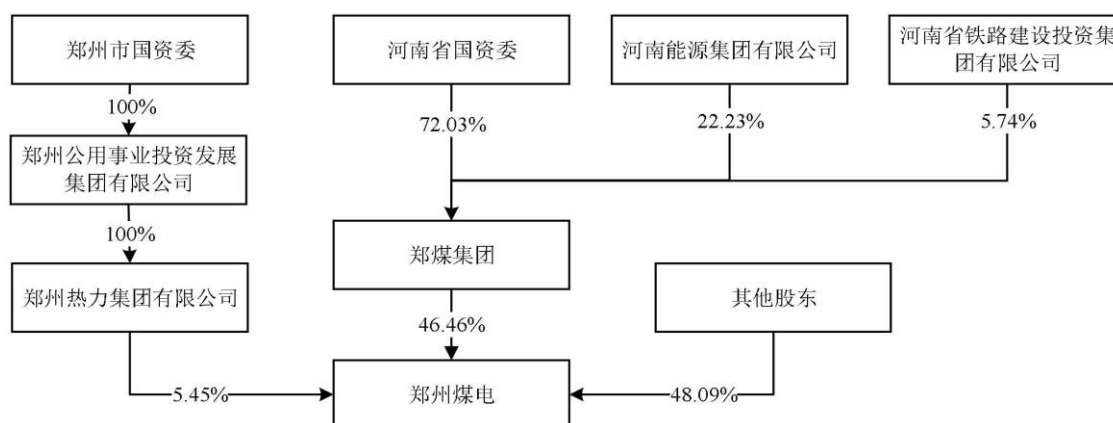 郑州市国资委
河南省国资委
河南能源集团有限公司
河南省铁路建设投资集
团有限公司
100%
72.03%
22.23%
5.74%
郑州公用事业投资发展
集团有限公司
100%
郑煤集团
郑州热力集团有限公司
其他股东
46.46%
5.45%
郑州煤电
48.09%